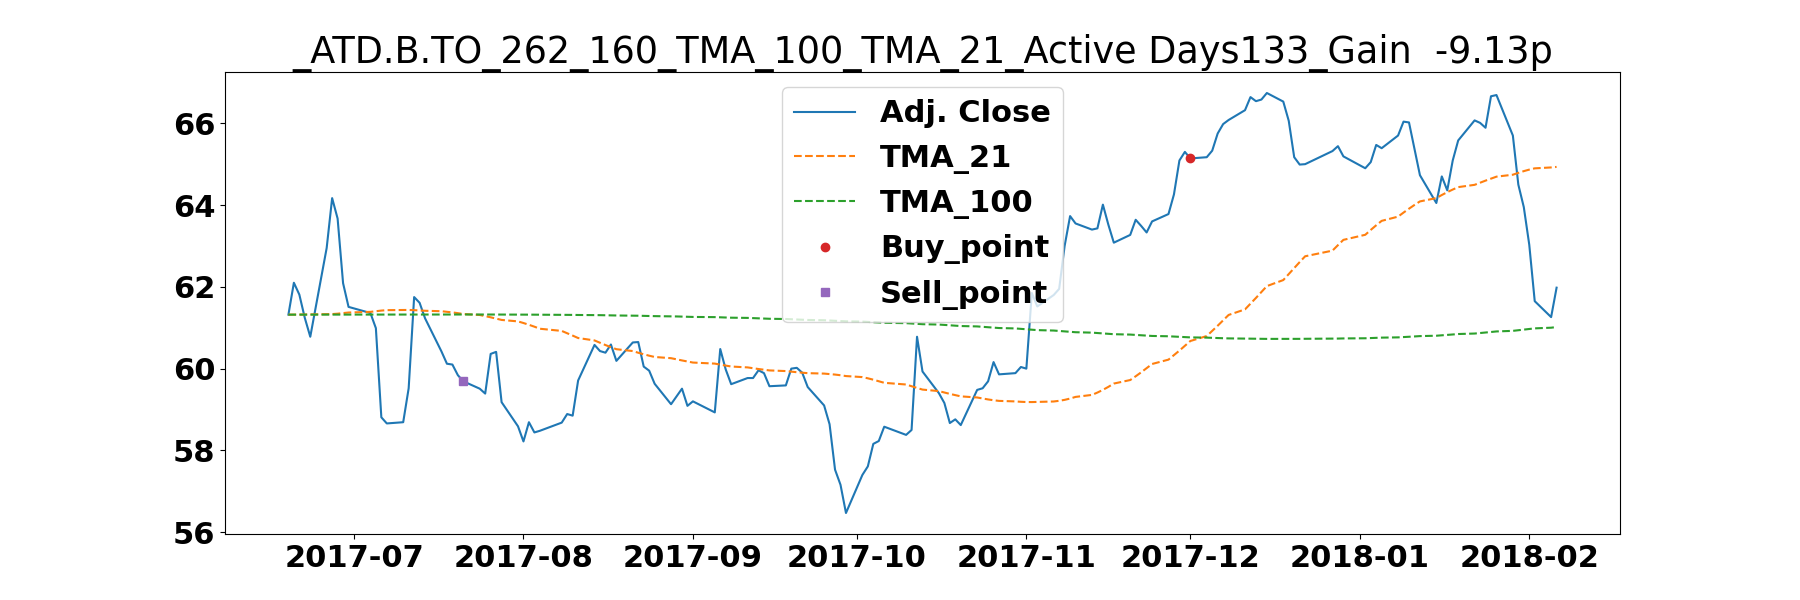 _ATD.B.TO_262_160_TMA_100_TMA_21_Active Days133_Gain  -9.13p
Adj. Close
TMA_21
TMA_100
Buy_point
Sell_point
66
64
62
60
58
56
2017-07 2017-08 2017-09 2017-10 2017-11 2017-12 2018-01 2018-02